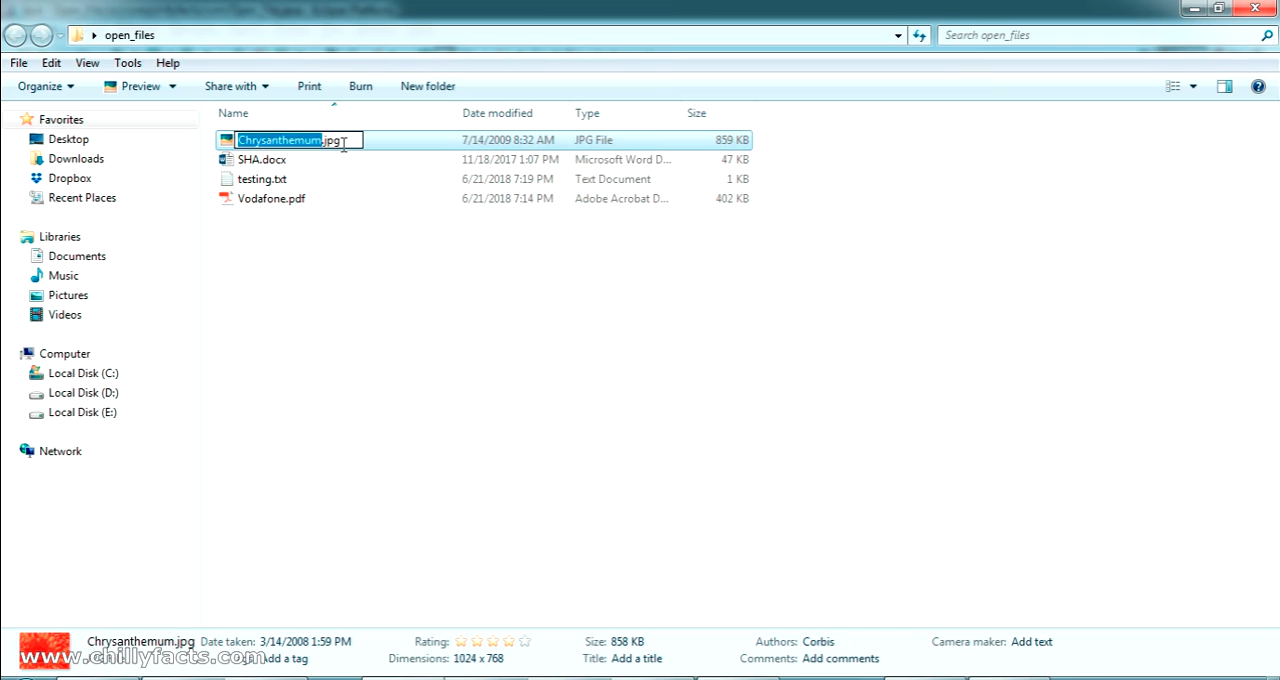 open_files
Search open_files
File Edit View Tools Help
Organize Preview Share with Print Burn New folder
Name Date modified Type Size
Favorites
Chrysanthemum.jpg 7/14/2009 8:32 AM JPG File 859 KB
Desktop
SHA.docx 11/18/2017 1:07 PM Microsoft Word D... 47 KB
Downloads
testing.txt 6/21/2018 7:19 PM Text Document 1 KB
Dropbox
Vodafone.pdf 6/21/2018 7:14 PM Adobe Acrobat D... 402 KB
Recent Places
Libraries
Documents
Music
Pictures
Videos
Computer
Local Disk (C:)
Local Disk (D:)
Local Disk (E:)
Network
Chrysanthemum.jpg Date taken: 3/14/2008 1:59 PM Rating: Size: 858 KB Authors: Corbis Camera maker: Add text
www.chillyfacts.com Add a tag Dimensions: 1024 x 768 Title: Add a title Comments: Add comments